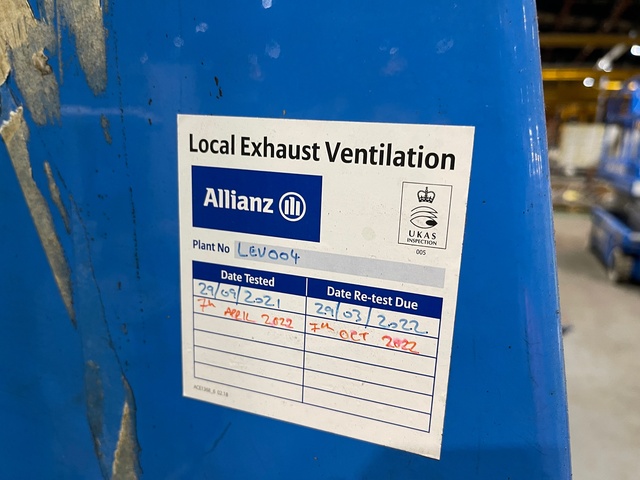 Local Exhaust Ventilation
Allianz
UKAS
INSPECTION
005
Plant No LEV004
Date Tested Date Re-test Due
29/09/2021 29/03/2022
7th APRIL 2022 7th OCT 2022